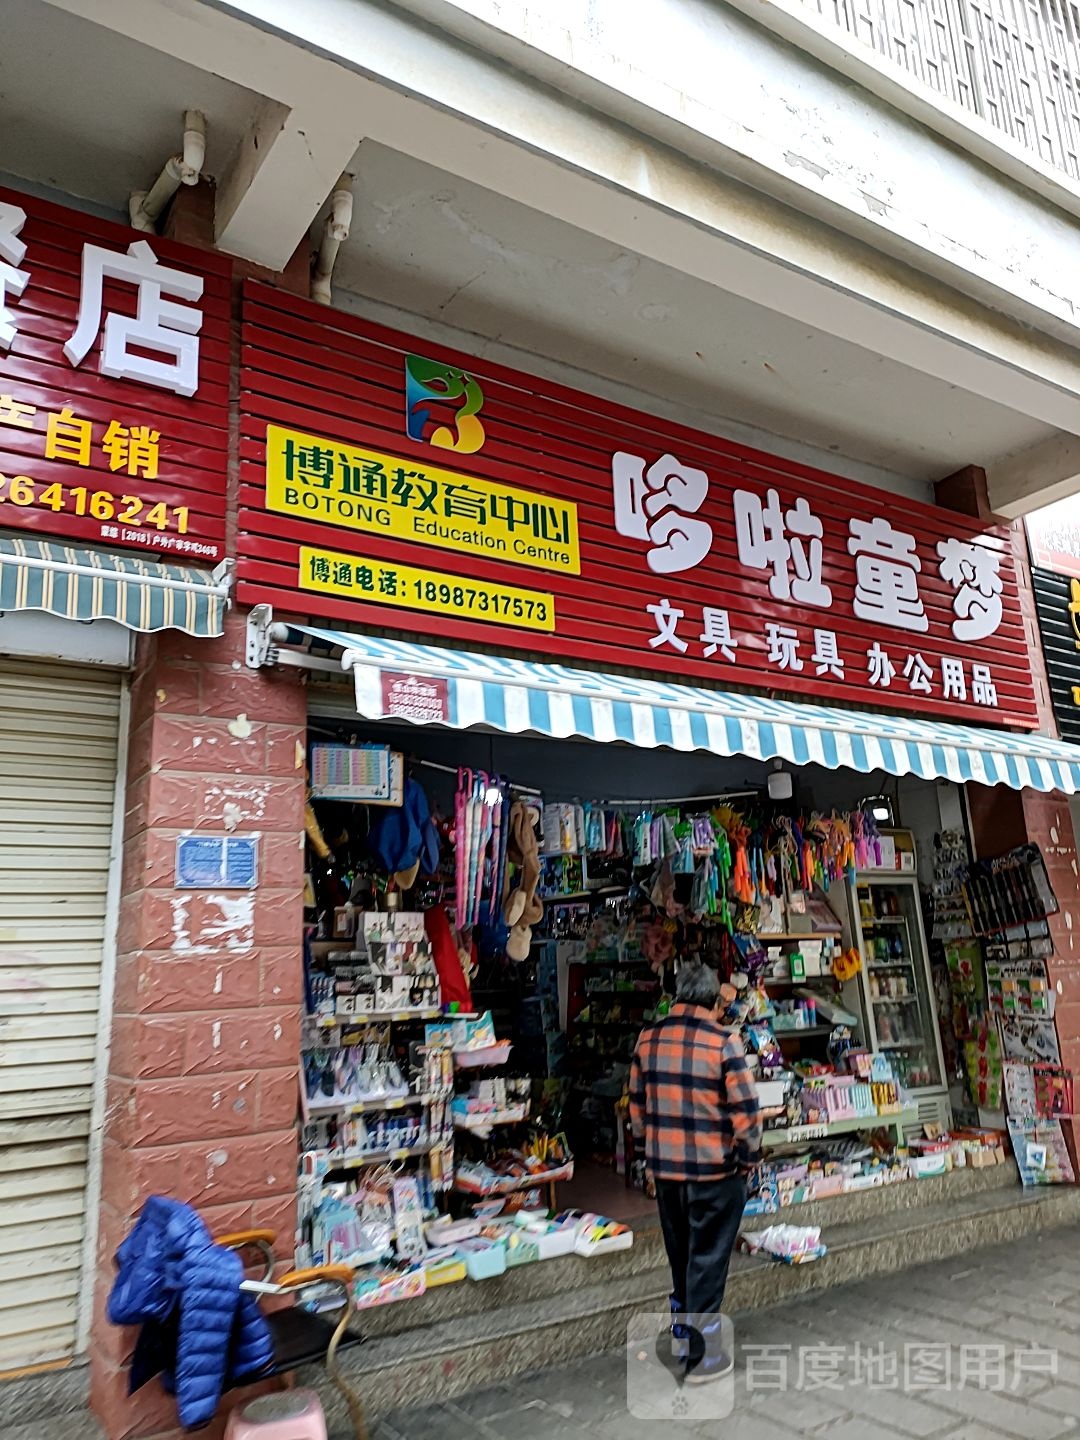 店
产自销
26416241
博通教育中心
BOTONG Education Centre
博通电话：18987317573
哆啦童梦
文具 玩具 办公用品
百度地图用户